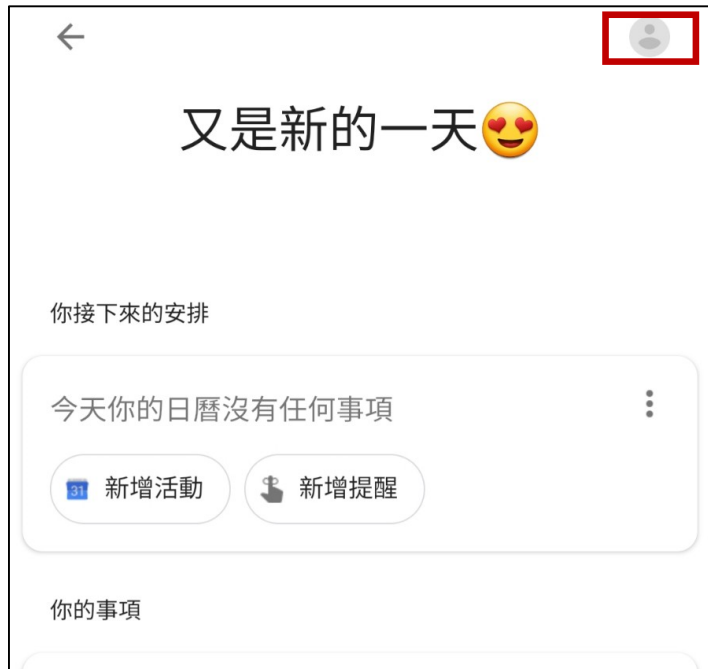 又是新的一天😍
你接下來的安排
今天你的日曆沒有任何事項
31 新增活動 新增提醒
你的事項